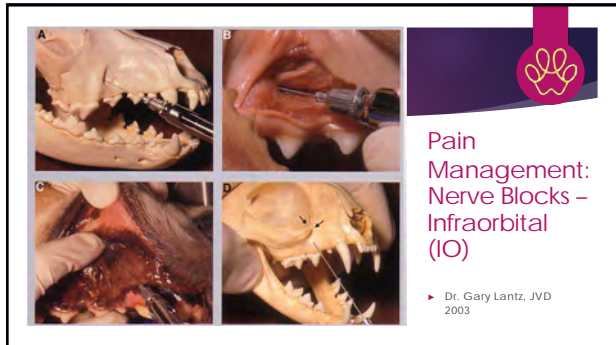 A
B
C
D
Pain
Management:
Nerve Blocks –
Infraorbital
(IO)
► Dr. Gary Lantz, JVD
2003